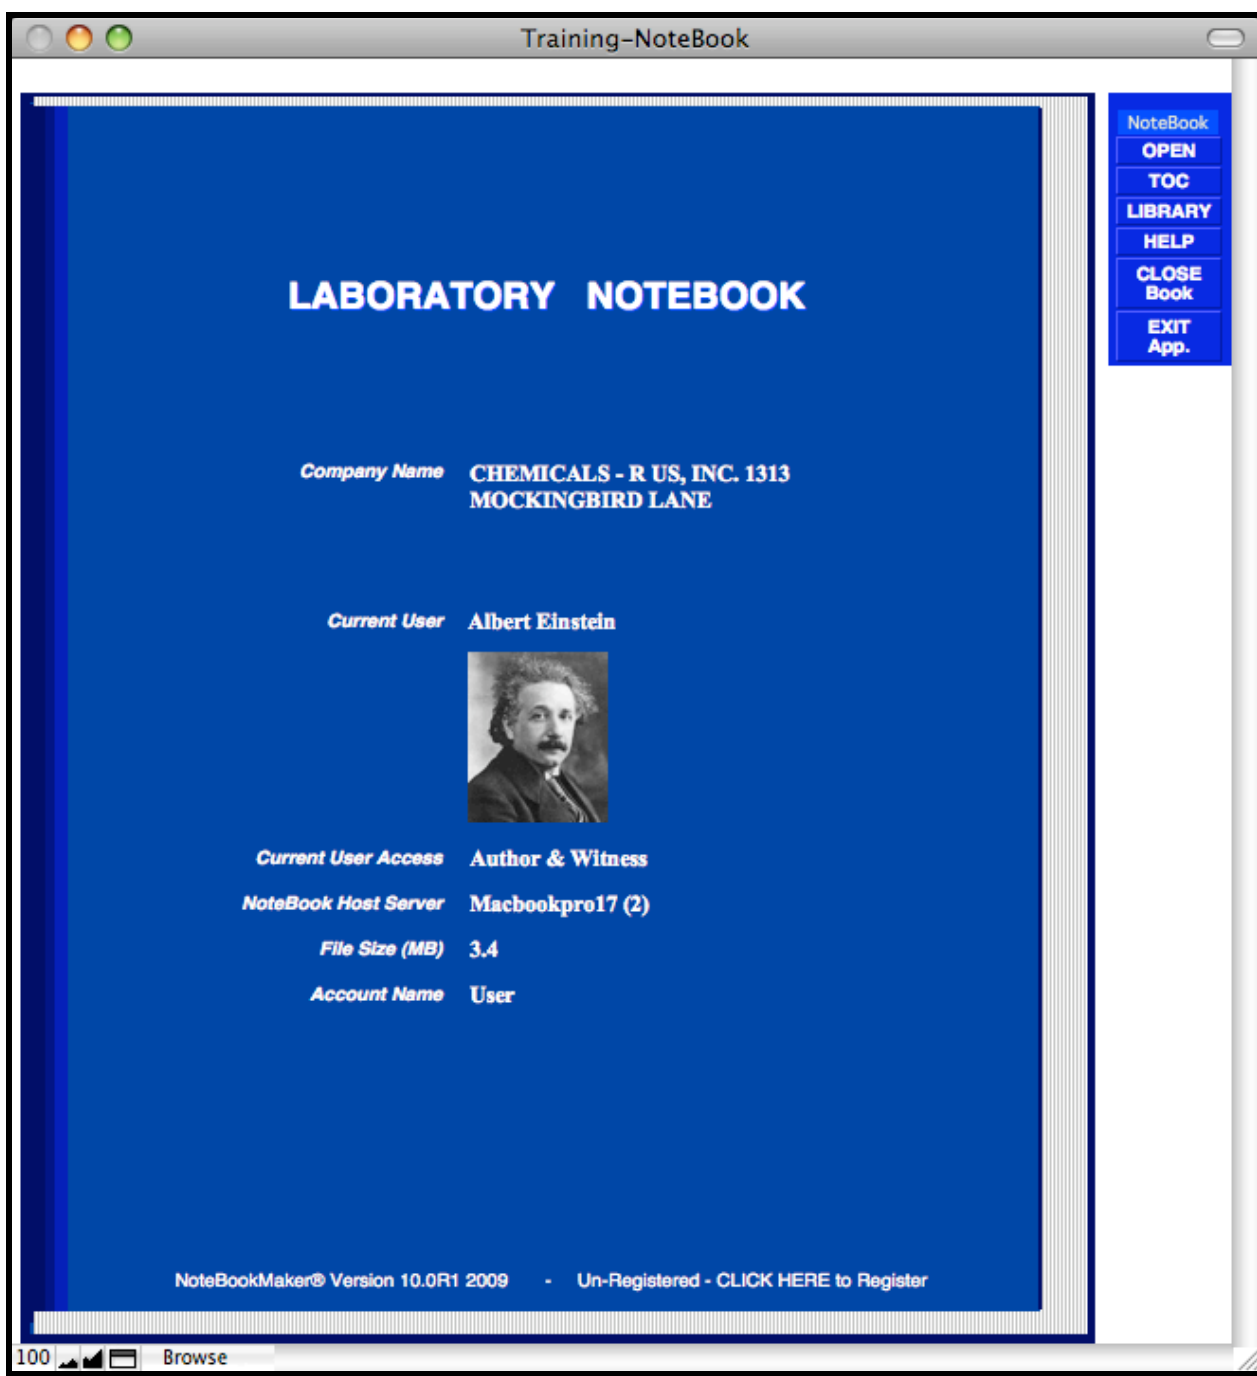 Training-NoteBook
NoteBook
OPEN
TOC
LIBRARY
HELP
CLOSE
Book
EXIT
App.
LABORATORY NOTEBOOK
Company Name CHEMICALS - R US, INC. 1313
MOCKINGBIRD LANE
Current User Albert Einstein
Current User Access Author & Witness
NoteBook Host Server Macbookpro17 (2)
File Size (MB) 3.4
Account Name User
NoteBookMaker® Version 10.0R1 2009 - Un-Registered - CLICK HERE to Register
100 Browse